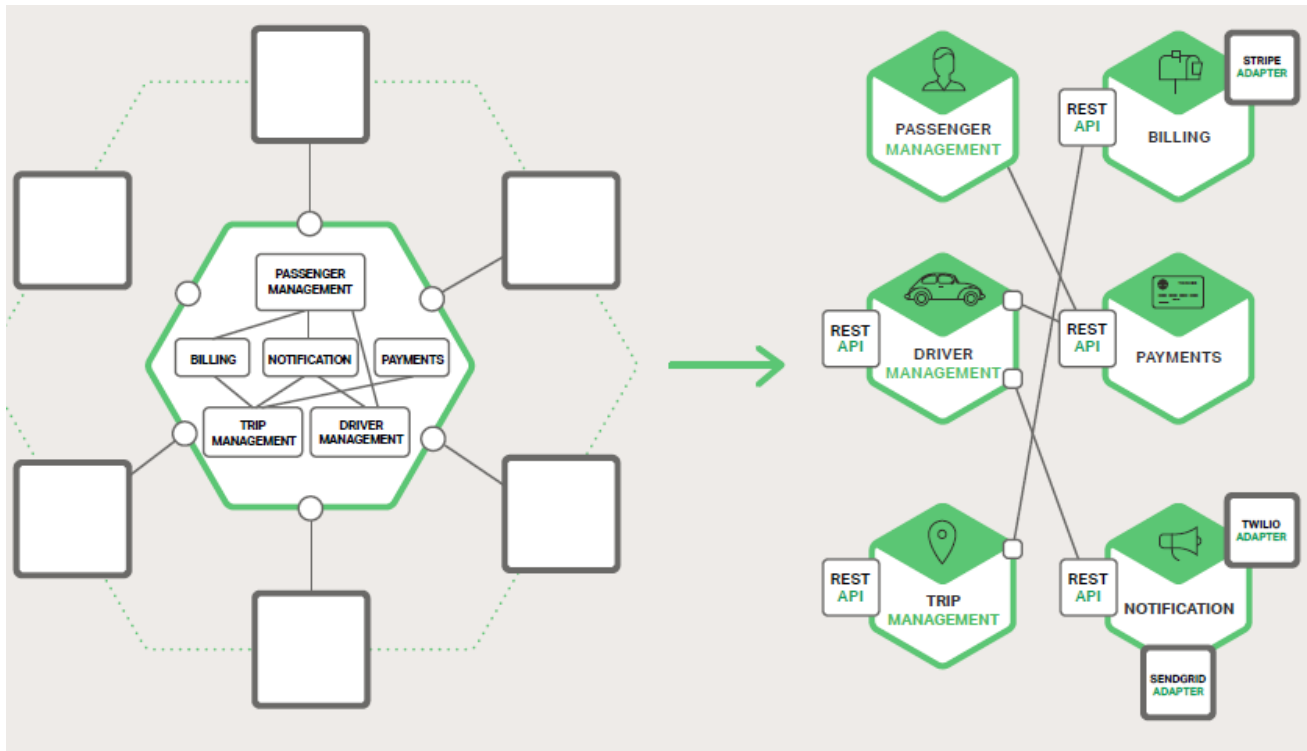 PASSENGER
MANAGEMENT
BILLING
NOTIFICATION
PAYMENTS
TRIP
MANAGEMENT
DRIVER
MANAGEMENT
PASSENGER
MANAGEMENT
REST
API
BILLING
STRIPE
ADAPTER
REST
API
DRIVER
MANAGEMENT
REST
API
PAYMENTS
REST
API
TRIP
MANAGEMENT
REST
API
NOTIFICATION
TWILIO
ADAPTER
SENDGRID
ADAPTER